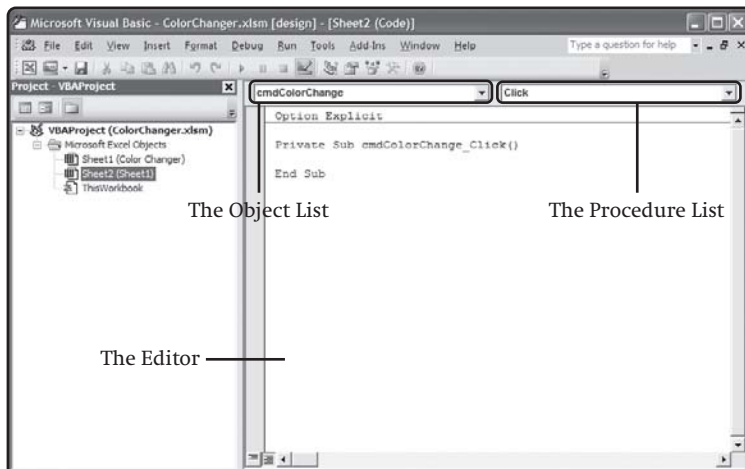 Microsoft Visual Basic - ColorChanger.xlsm [design] - [Sheet2 (Code)]
File Edit View Insert Format Debug Run Tools Add-Ins Window Help
Type a question for help
Project - VBAProject
cmdColorChange
Click
VBAProject (ColorChanger.xlsm)
Microsoft Excel Objects
Sheet1 (Color Changer)
Sheet2 (Sheet1)
ThisWorkbook
Option Explicit
Private Sub cmdColorChange_Click()
End Sub
The Object List
The Procedure List
The Editor